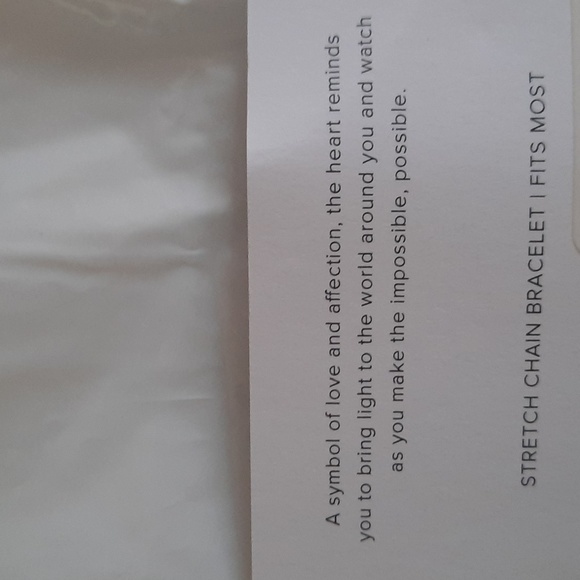 A symbol of love and affection, the heart reminds
you to bring light to the world around you and watch
as you make the impossible, possible.
STRETCH CHAIN BRACELET | FITS MOST